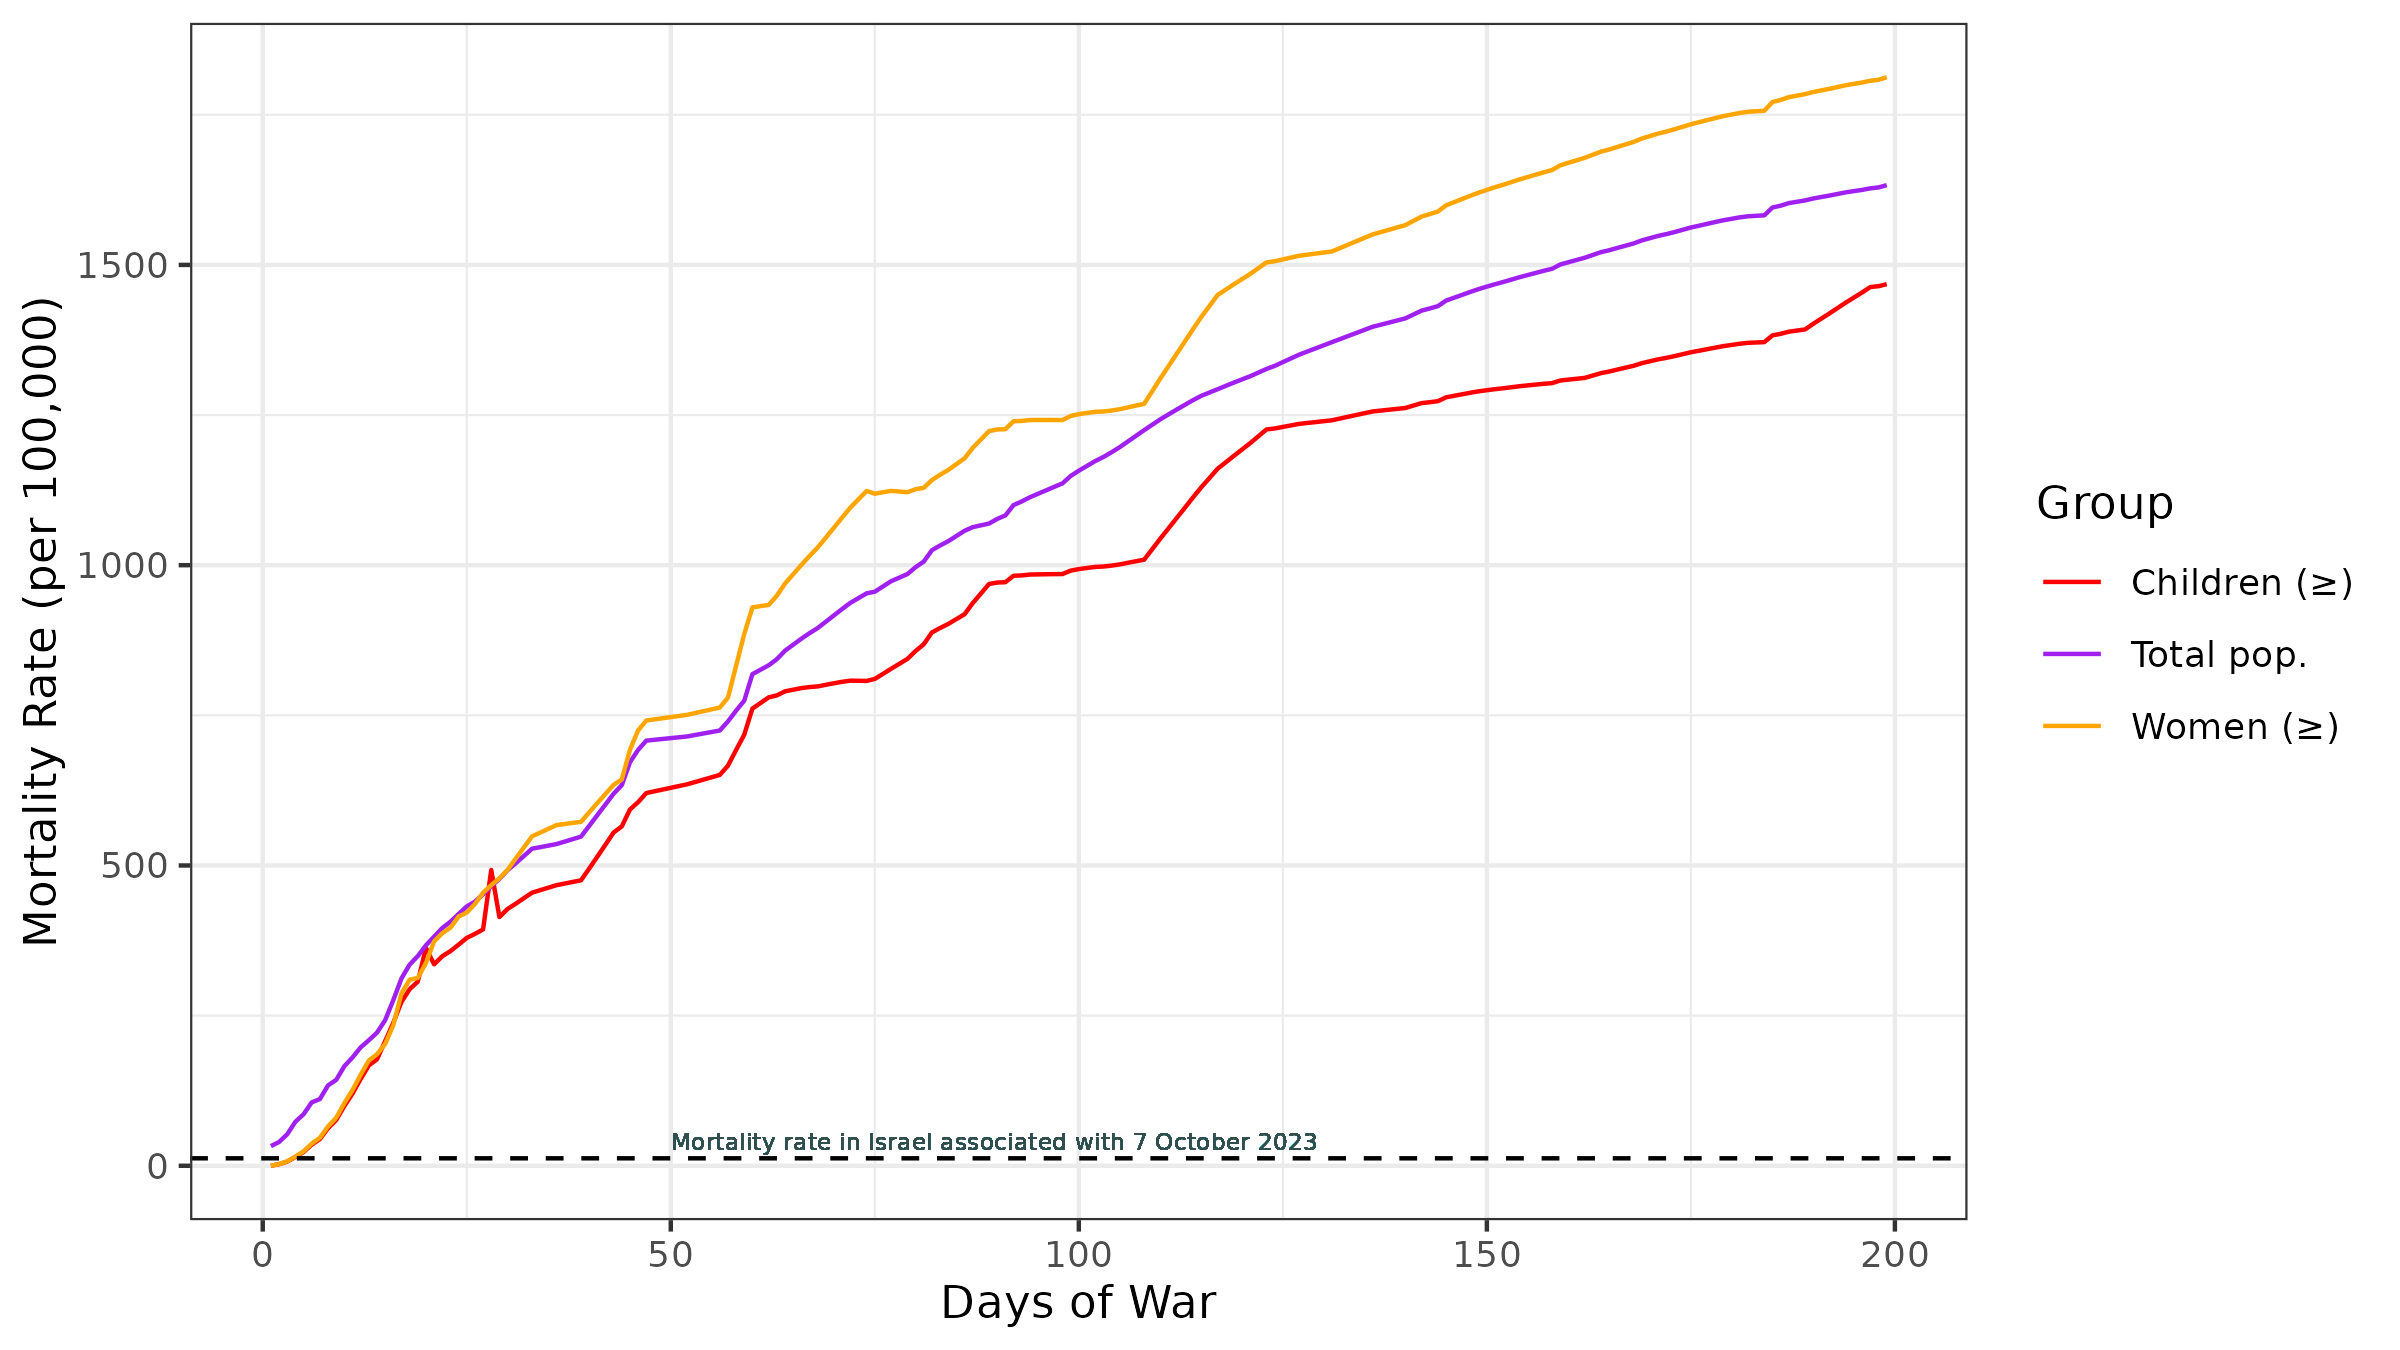 Mortality Rate (per 100,000)
1500
1000
500
0
Mortality rate in Israel associated with 7 October 2023
0 50 100 150 200
Days of War
Group
Children (≥)
Total pop.
Women (≥)